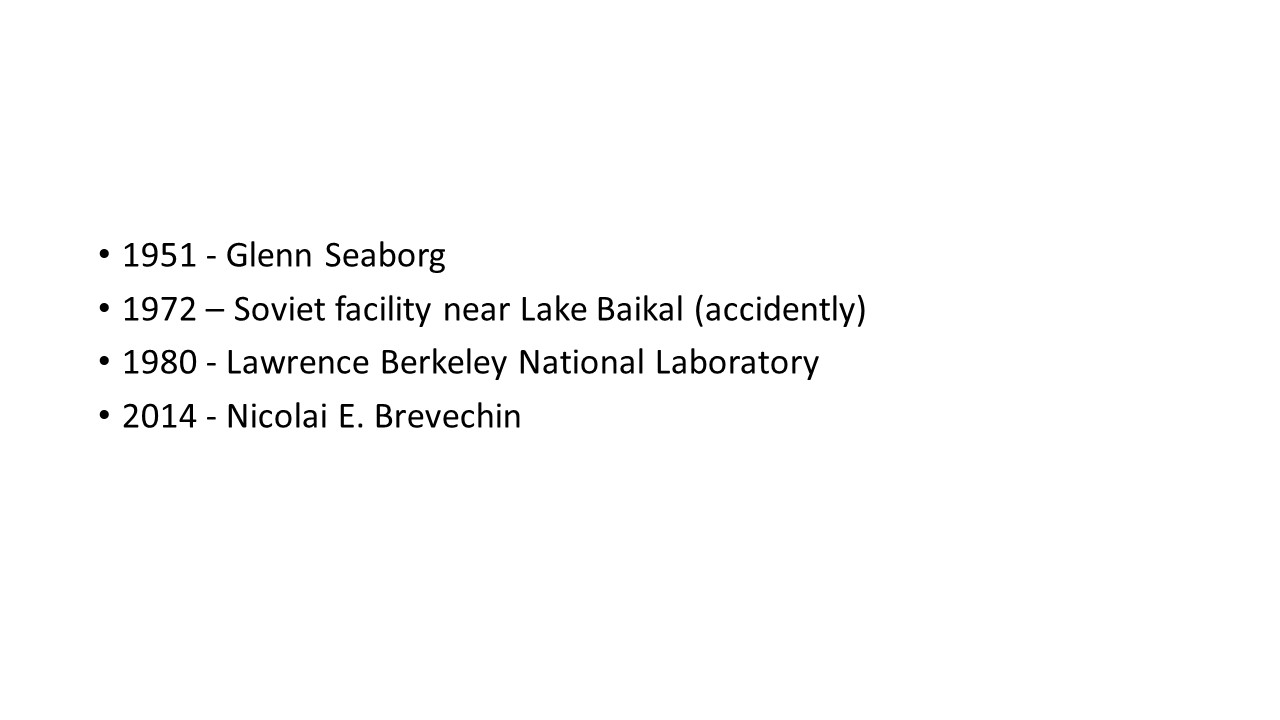 • 1951 - Glenn Seaborg
• 1972 – Soviet facility near Lake Baikal (accidently)
• 1980 - Lawrence Berkeley National Laboratory
• 2014 - Nicolai E. Brevechin